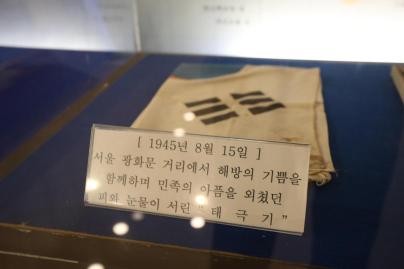 [ 1945년 8월 15일 ]
서울 광화문 거리에서 해방의 기쁨을
함께하며 민족의 아픔을 외쳤던
피와 눈물이 서린 "태 극 기"